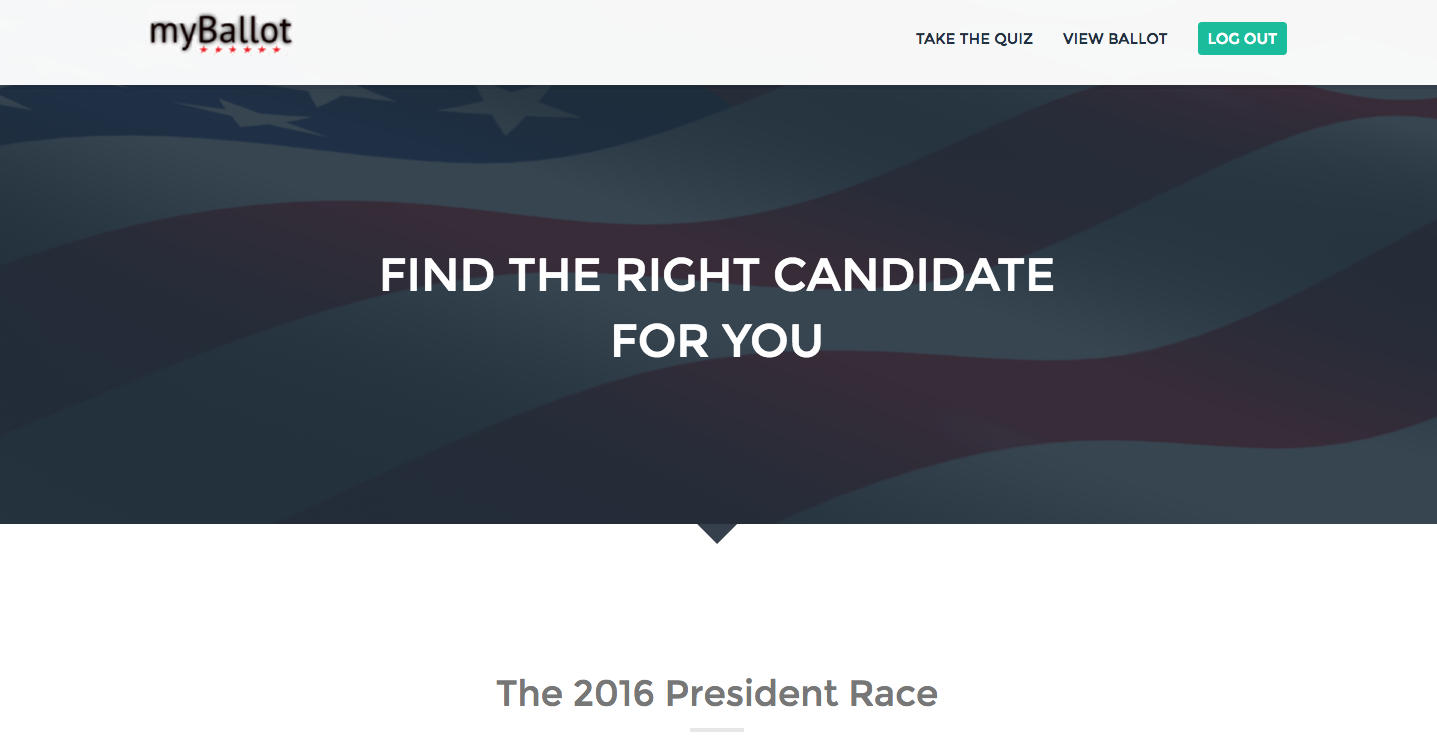 myBallot
TAKE THE QUIZ
VIEW BALLOT
LOG OUT
FIND THE RIGHT CANDIDATE
FOR YOU
The 2016 President Race